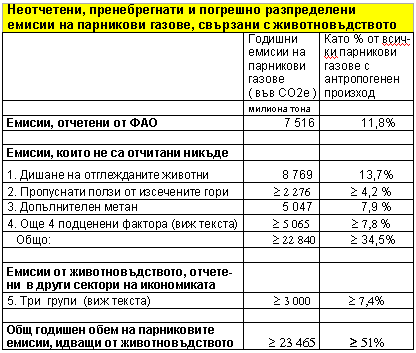 Неотчетени, пренебрегнати и погрешно разпределени
емисии на парникови газове, свързани с животновъдството
Годишни емисии на парникови газове (във CO2е)
Като % от всички парникови газове с антропогенен произход
милиона тона
Емисии, отчетени от ФАО 7 516 11,8%
Емисии, които не са отчитани никъде
1. Дишане на отглежданите животни 8 769 13,7%
2. Пропуснати ползи от изсечените гори ≥ 2 276 ≥ 4,2 %
3. Допълнителен метан 5 047 7,9 %
4. Още 4 подценени фактора (виж текста) ≥ 5 065 ≥ 7,8 %
Общо: ≥ 22 840 ≥ 34,5%
Емисии от животновъдството, отчете-
ни в други сектори на икономиката
5. Три групи (виж текста) ≥ 3 000 ≥ 7,4%
Общ годишен обем на парниковите
емисии, идващи от животновъдството ≥ 23 465 ≥ 51%